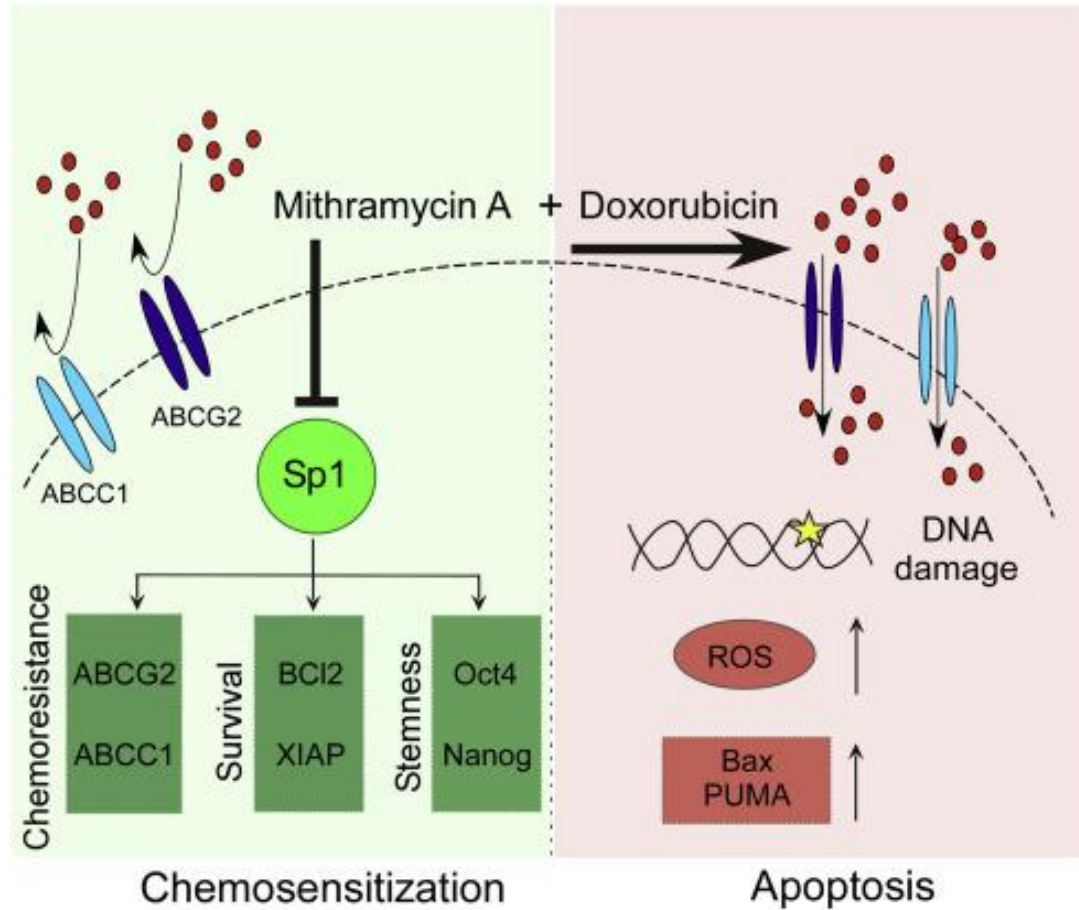 Mithramycin A + Doxorubicin
ABCG2
ABCC1
Sp1
DNA
damage
Chemoresistance
ABCG2
ABCC1
Survival
BCl2
XIAP
Stemness
Oct4
Nanog
ROS
Bax
PUMA
Chemosensitization
Apoptosis